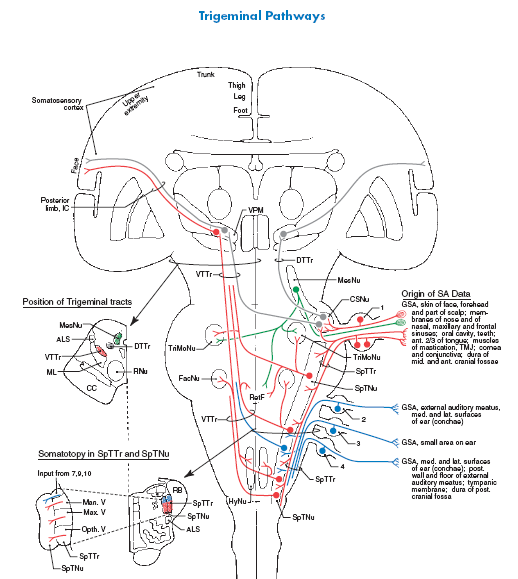 Trigeminal Pathways
Trunk
Thigh
Leg
Foot
Somatosensory
cortex
Upper
extremity
Face
Posterior
limb, IC
VPM
DTTr
VTTr
MesNu
CSNu
1
Origin of SA Data
GSA, skin of face, forehead
and part of scalp; mem-
branes of nose and of
nasal, maxillary and frontal
sinuses; oral cavity, teeth;
ant. 2/3 of tongue; muscles
of mastication, TMJ; cornea
and conjunctiva; dura of
mid. and ant. cranial fossae
Position of Trigeminal tracts
MesNu
ALS
VTTr
ML
CC
DTTr
RNu
TriMoNu
FacNu
RetF
VTTr
HyNu
TriMoNu
SpTTr
SpTNu
2
3
4
SpTTr
SpTNu
GSA, external auditory meatus,
med. and lat. surfaces
of ear (conchae)
GSA, small area on ear
GSA, med. and lat. surfaces
of ear (concha); post.
wall and floor of external
auditory meatus; tympanic
membrane; dura of post.
cranial fossa
Somatotopy in SpTTr and SpTNu
Input from 7,9,10
Man. V
Max. V
Opth. V
SpTTr
SpTNu
RB
SpTTr
SpTNu
ALS